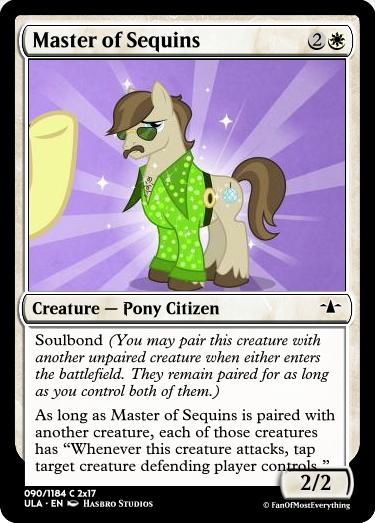 Master of Sequins 2
Creature — Pony Citizen
Soulbond (You may pair this creature with
another unpaired creature when either enters
the battlefield. They remain paired for as long
as you control both of them.)
As long as Master of Sequins is paired with
another creature, each of those creatures
has “Whenever this creature attacks, tap
target creature defending player controls.”
2/2
090/1184 C 2x17
ULA • EN Hasbro Studios
© FanOfMostEverything